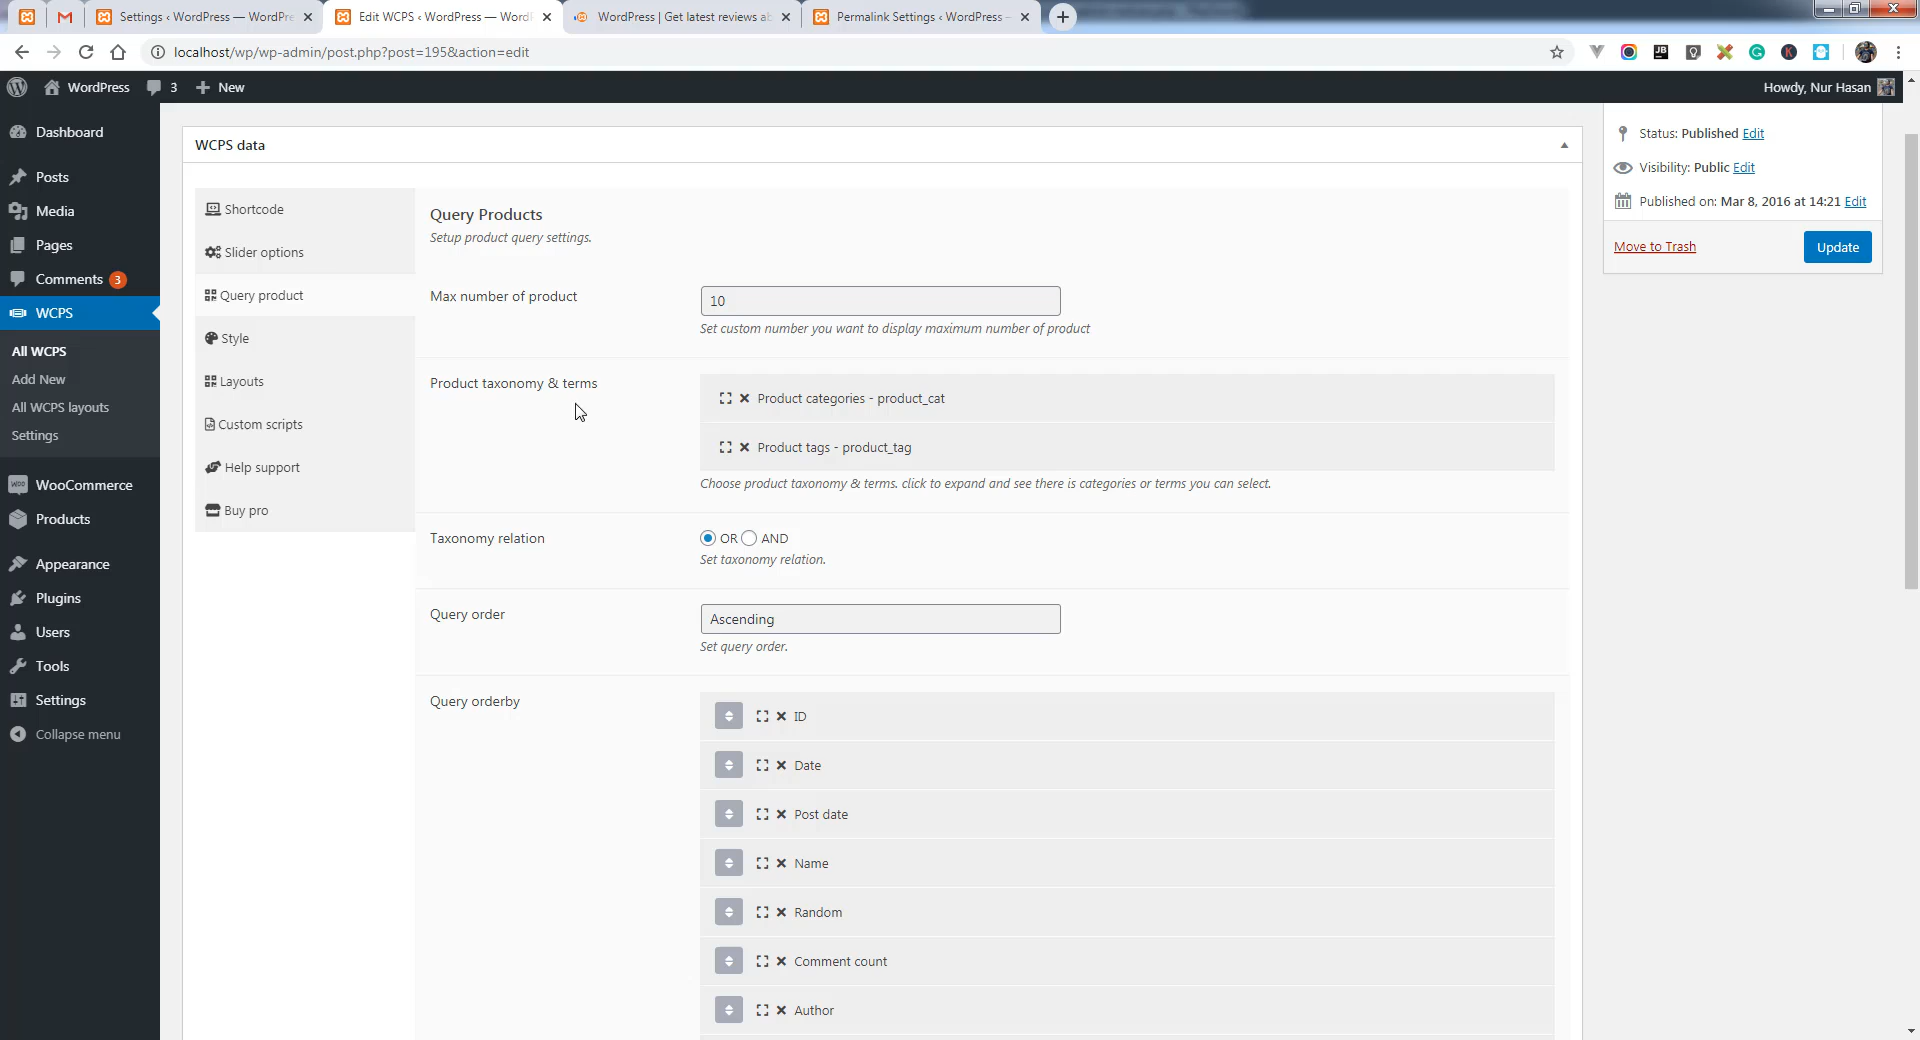 Settings ‹ WordPress — WordPre
Edit WCPS ‹ WordPress — Word
WordPress | Get latest reviews ab
Permalink Settings ‹ WordPress –
localhost/wp/wp-admin/post.php?post=195&action=edit
WordPress
3
New
Howdy, Nur Hasan
Dashboard
Posts
Media
Pages
Comments 3
WCPS
All WCPS
Add New
All WCPS layouts
Settings
WooCommerce
Products
Appearance
Plugins
Users
Tools
Settings
Collapse menu
WCPS data
Shortcode
Slider options
Query product
Style
Layouts
Custom scripts
Help support
Buy pro
Query Products
Setup product query settings.
Max number of product
10
Set custom number you want to display maximum number of product
Product taxonomy & terms
Product categories - product_cat
Product tags - product_tag
Choose product taxonomy & terms. click to expand and see there is categories or terms you can select.
Taxonomy relation
OR AND
Set taxonomy relation.
Query order
Ascending
Set query order.
Query orderby
ID
Date
Post date
Name
Random
Comment count
Author
Status: Published Edit
Visibility: Public Edit
Published on: Mar 8, 2016 at 14:21 Edit
Move to Trash
Update